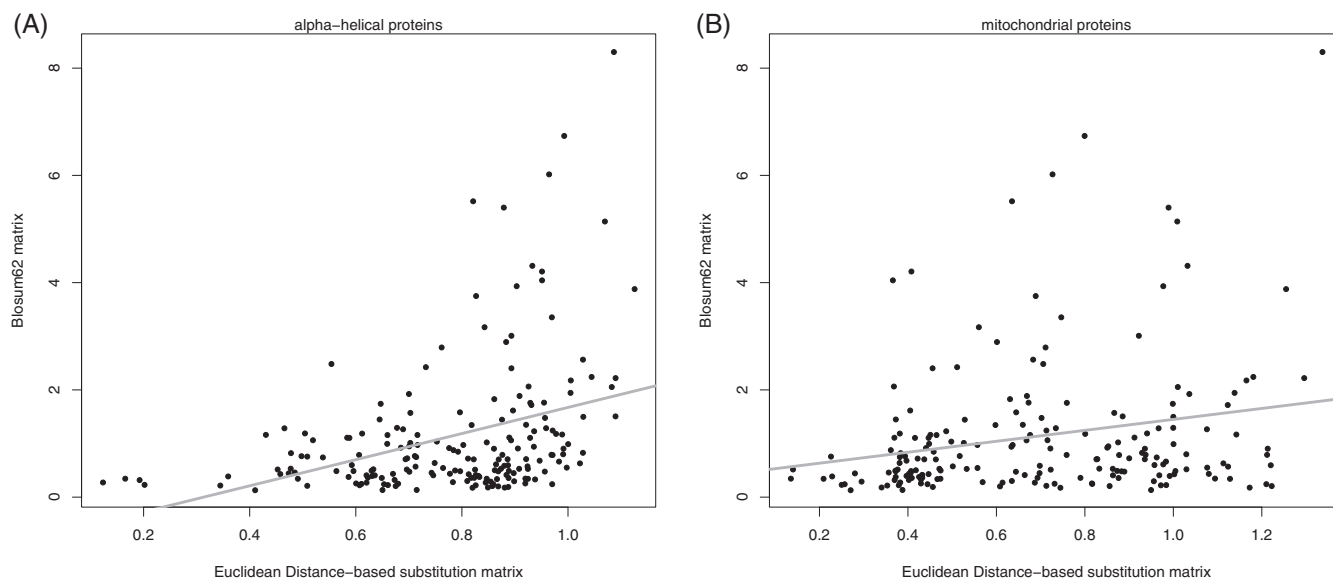 (A)
alpha−helical proteins
8
6
4
2
0
Blosum62 matrix
0.2 0.4 0.6 0.8 1.0
Euclidean Distance−based substitution matrix
(B)
mitochondrial proteins
8
6
4
2
0
Blosum62 matrix
0.2 0.4 0.6 0.8 1.0 1.2
Euclidean Distance−based substitution matrix